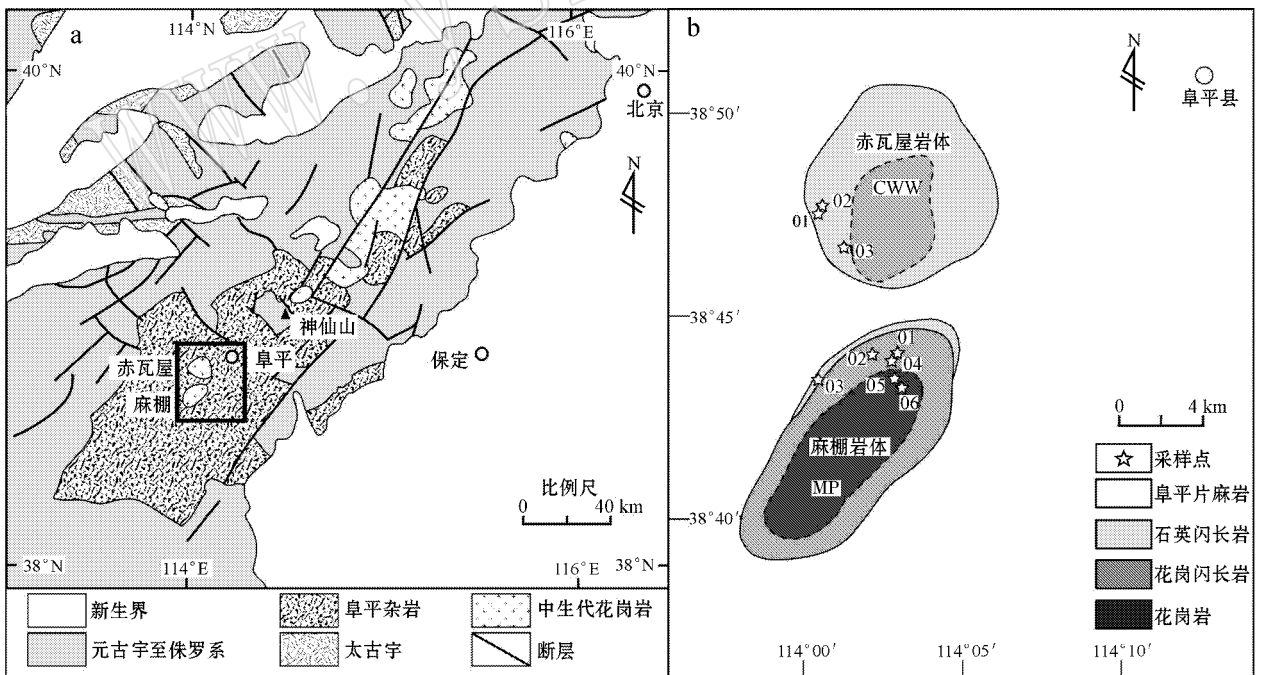 a
114°N
116°E
40°N
40°N
北京
N
神仙山
赤瓦屋
阜平
麻棚
保定
比例尺
0 40 km
38°N
114°E
116°E
38°N
新生界
阜平杂岩
中生代花岗岩
元古宇至侏罗系
太古宇
断层
b
N
阜平县
38°50′
赤瓦屋岩体
CWW
02
01
03
38°45′
01
02
04
03
05
06
麻棚岩体
MP
0 4 km
38°40′
采样点
阜平片麻岩
石英闪长岩
花岗闪长岩
花岗岩
114°00′
114°05′
114°10′